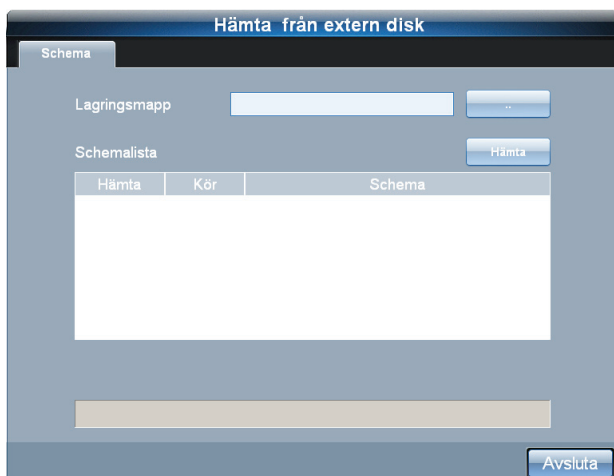 Hämta från extern disk
Schema
Lagringsmapp ..
Schemalista Hämta
Hämta Kör Schema
Avsluta